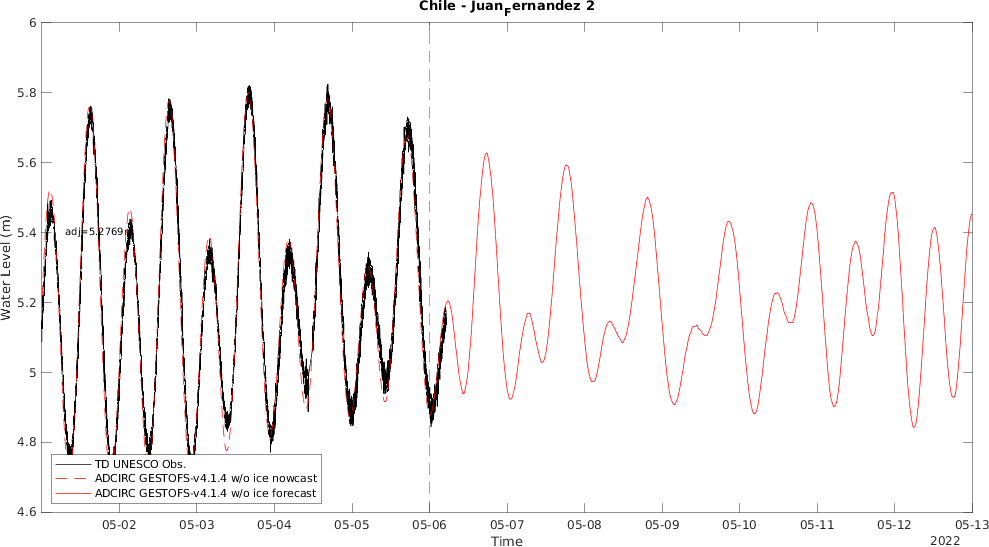 Chile - Juan_Fernandez 2
6
5.8
5.6
5.4
5.2
5
4.8
4.6
Water Level (m)
adj=5.2769
TD UNESCO Obs.
ADCIRC GESTOFS-v4.1.4 w/o ice nowcast
ADCIRC GESTOFS-v4.1.4 w/o ice forecast
05-02 05-03 05-04 05-05 05-06 05-07 05-08 05-09 05-10 05-11 05-12 05-13
Time
2022